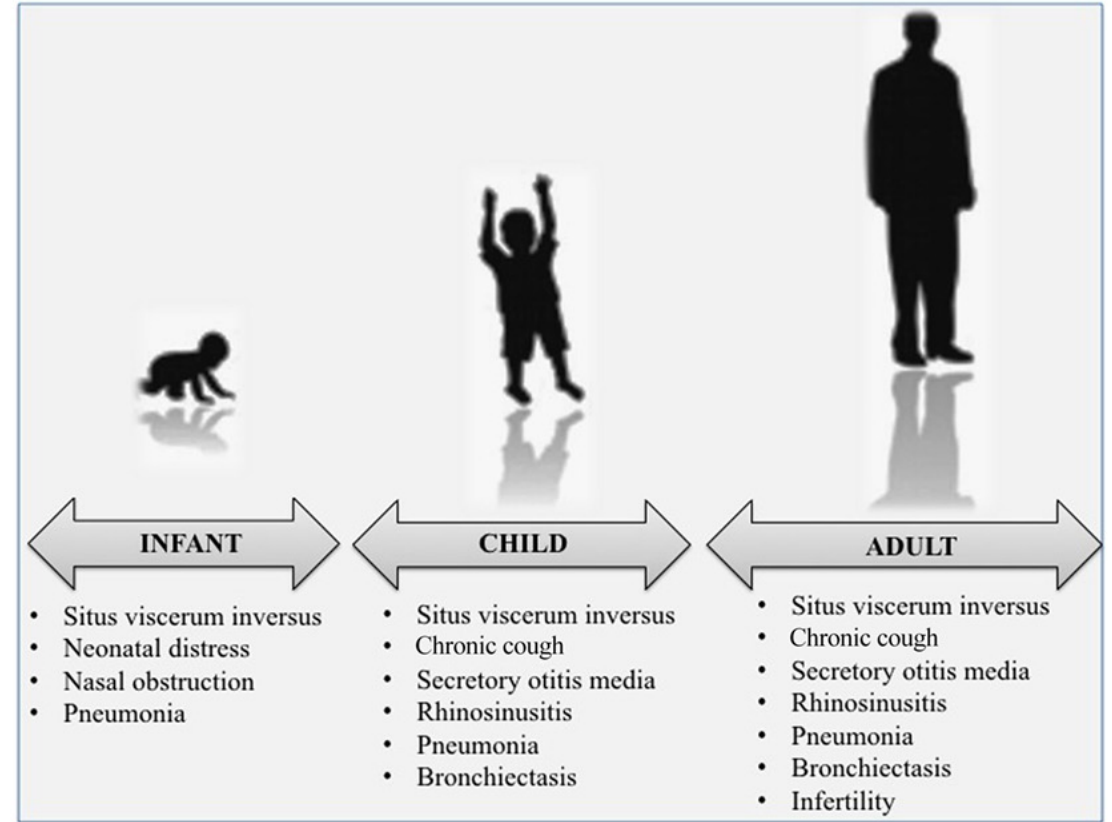 INFANT
• Situs viscerum inversus
• Neonatal distress
• Nasal obstruction
• Pneumonia
CHILD
• Situs viscerum inversus
• Chronic cough
• Secretory otitis media
• Rhinosinusitis
• Pneumonia
• Bronchiectasis
ADULT
• Situs viscerum inversus
• Chronic cough
• Secretory otitis media
• Rhinosinusitis
• Pneumonia
• Bronchiectasis
• Infertility